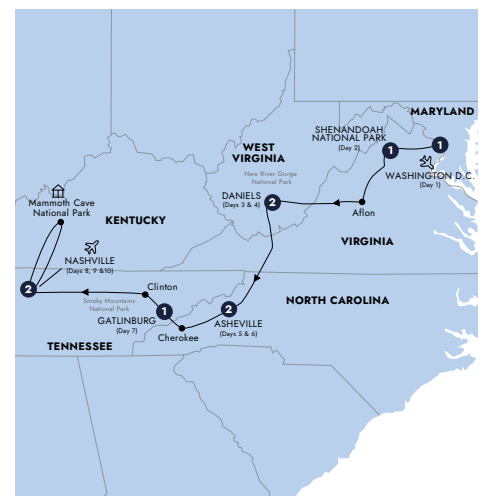 MARYLAND
SHENANDOAH
NATIONAL PARK
(Day 2)
1
1
WASHINGTON D.C.
(Day 1)
WEST
VIRGINIA
New River Gorge
National Park
DANIELS
(Days 3 & 4)
2
Aflon
VIRGINIA
Mammoth Cave
National Park
KENTUCKY
NASHVILLE
(Days 8, 9 &10)
2
Clinton
Smoky Mountains
National Park
GATLINBURG
(Day 7)
1
Cherokee
2
ASHEVILLE
(Days 5 & 6)
NORTH CAROLINA
TENNESSEE